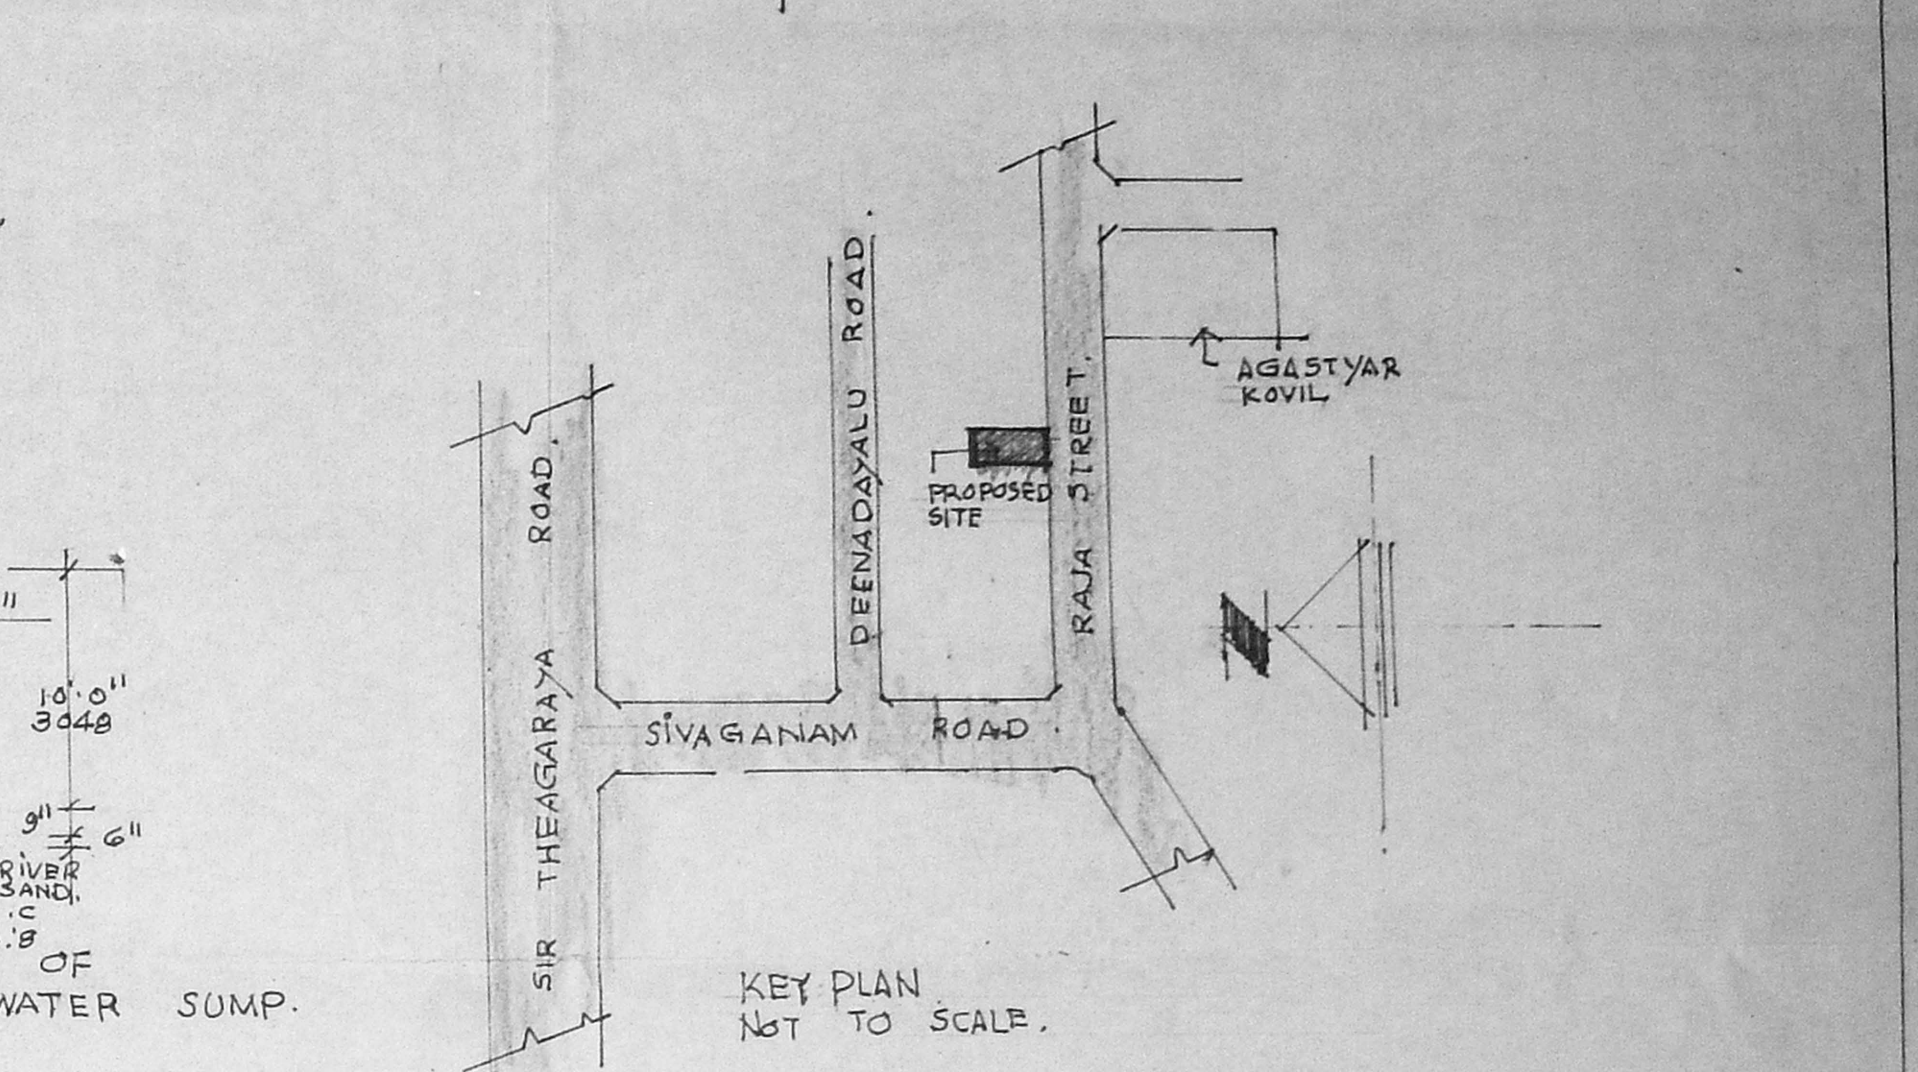 DEENADAYALU ROAD.
AGASTYAR
KOVIL
SIR THEAGARAYA ROAD.
RAJA STREET.
PROPOSED
SITE
N
SIVAGANAM ROAD.
"
10'.0"
3048
9"
6"
RIVER
SAND.
.C
.'8
OF
WATER SUMP.
KEY PLAN
NOT TO SCALE.